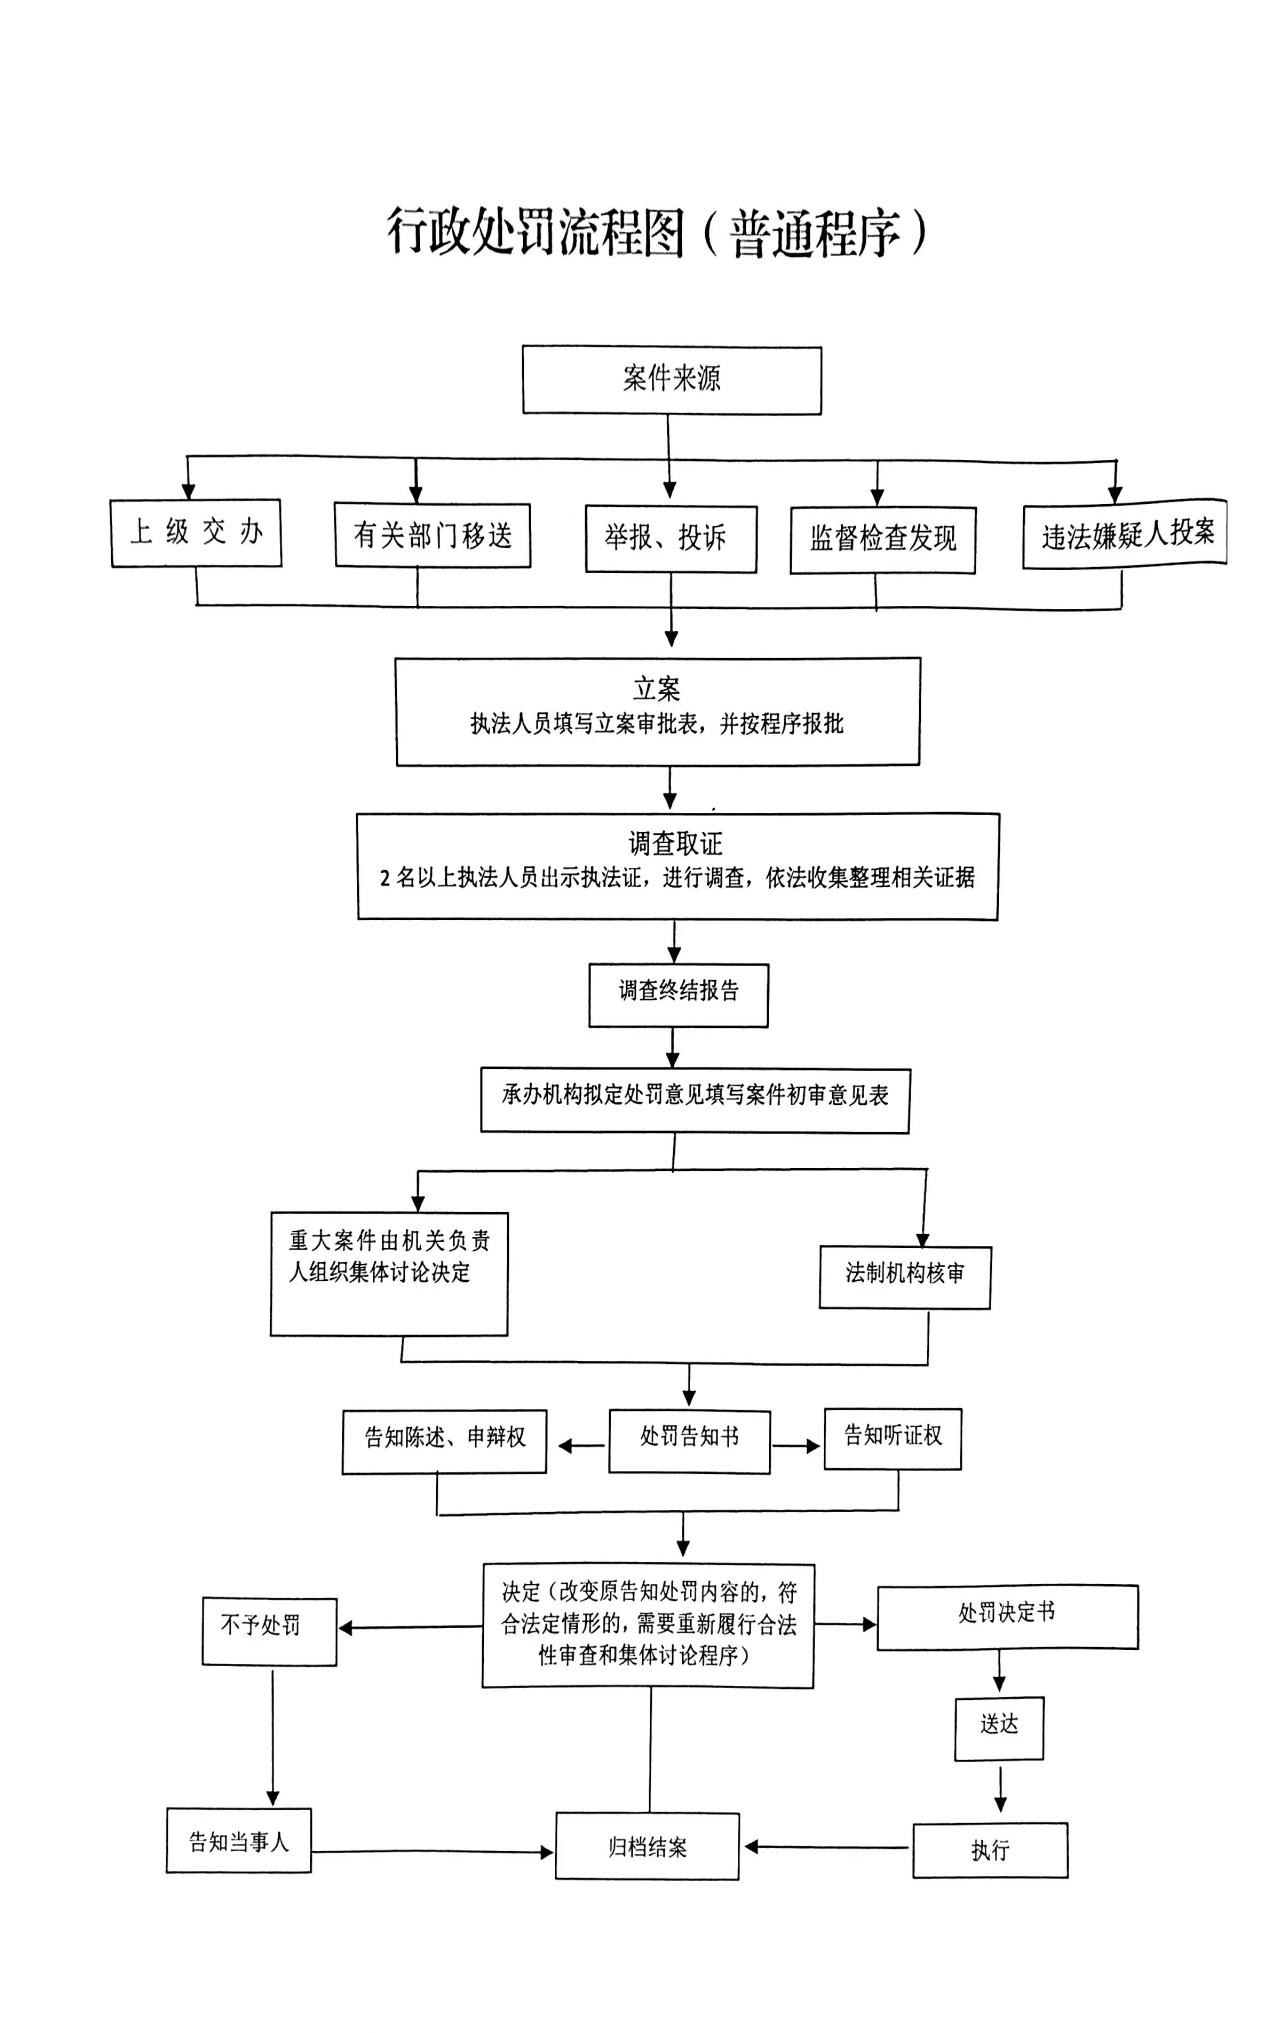 行政处罚流程图（普通程序）
案件来源
上级交办
有关部门移送
举报、投诉
监督检查发现
违法嫌疑人投案
立案
执法人员填写立案审批表，并按程序报批
调查取证
2 名以上执法人员出示执法证，进行调查，依法收集整理相关证据
调查终结报告
承办机构拟定处罚意见填写案件初审意见表
重大案件由机关负责
人组织集体讨论决定
法制机构核审
告知陈述、申辩权
处罚告知书
告知听证权
决定（改变原告知处罚内容的，符
合法定情形的，需要重新履行合法
性审查和集体讨论程序）
不予处罚
处罚决定书
送达
告知当事人
归档结案
执行